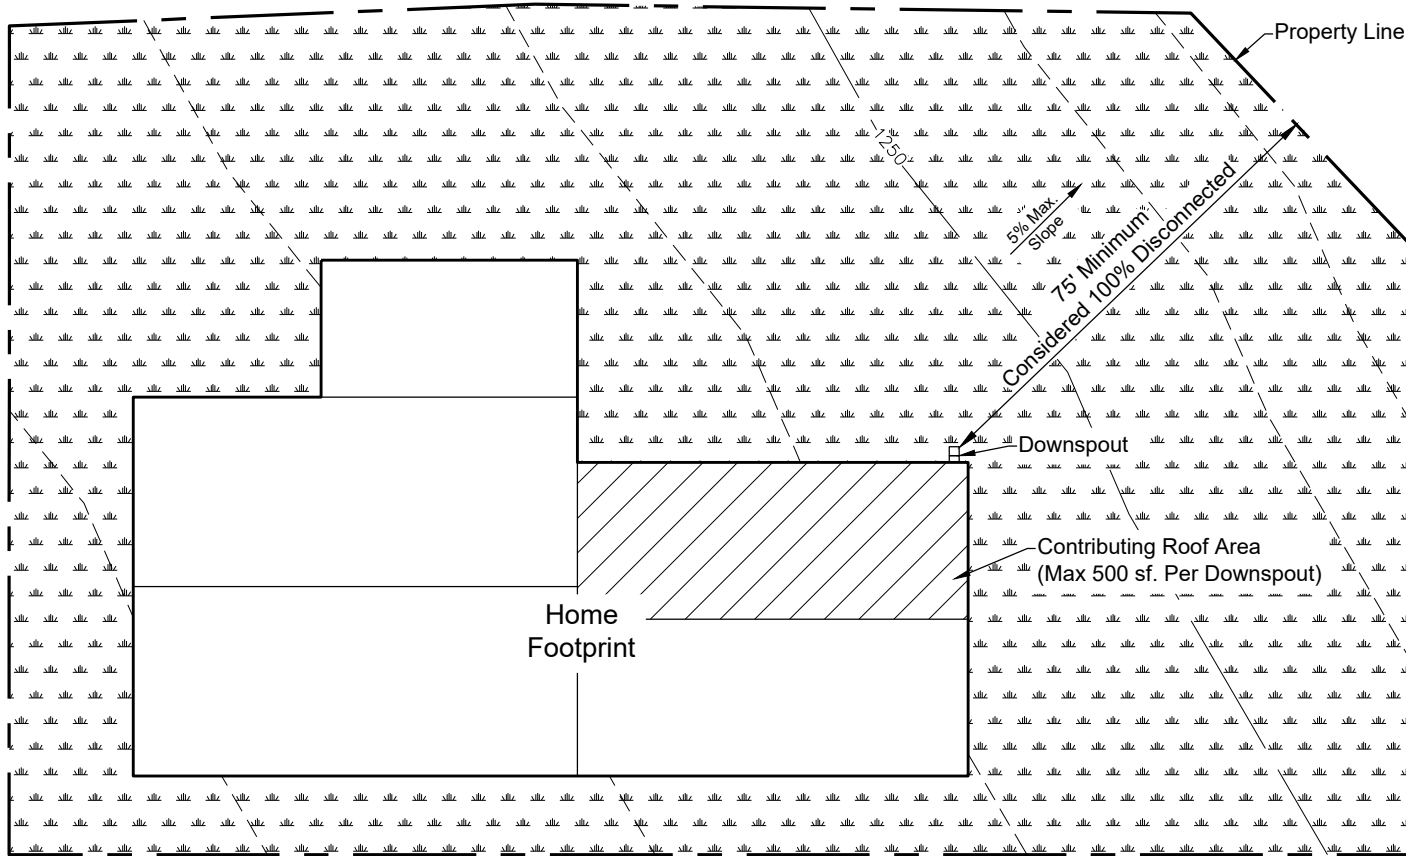 Property Line
1250
5% Max.
Slope
75' Minimum
Considered 100% Disconnected
Downspout
Contributing Roof Area
(Max 500 sf. Per Downspout)
Home
Footprint